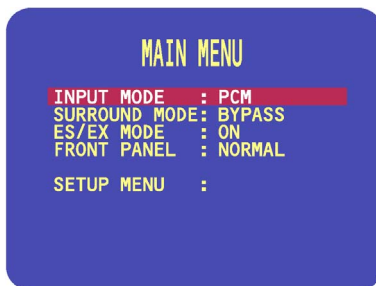 MAIN MENU
INPUT MODE : PCM
SURROUND MODE: BYPASS
ES/EX MODE : ON
FRONT PANEL : NORMAL
SETUP MENU :